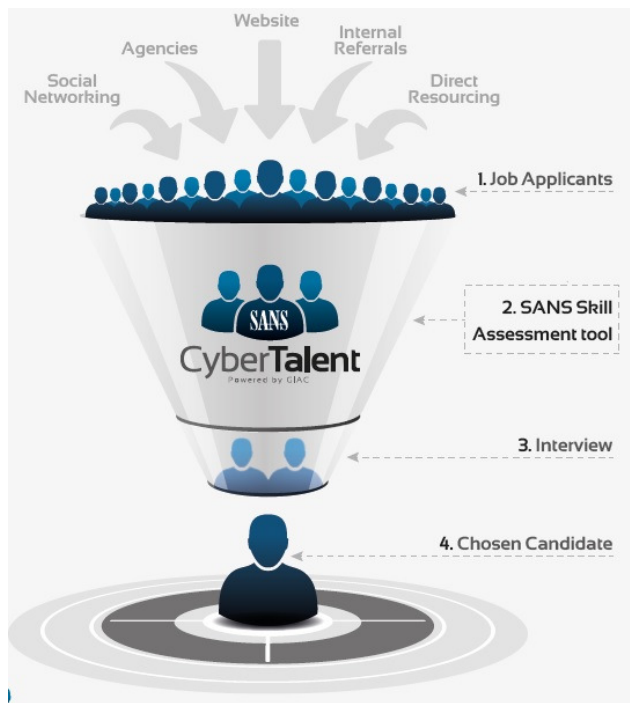 Website
Agencies
Internal
Referrals
Social
Networking
Direct
Resourcing
1. Job Applicants
2. SANS Skill
Assessment tool
SANS
CyberTalent
Powered by GIAC
3. Interview
4. Chosen Candidate